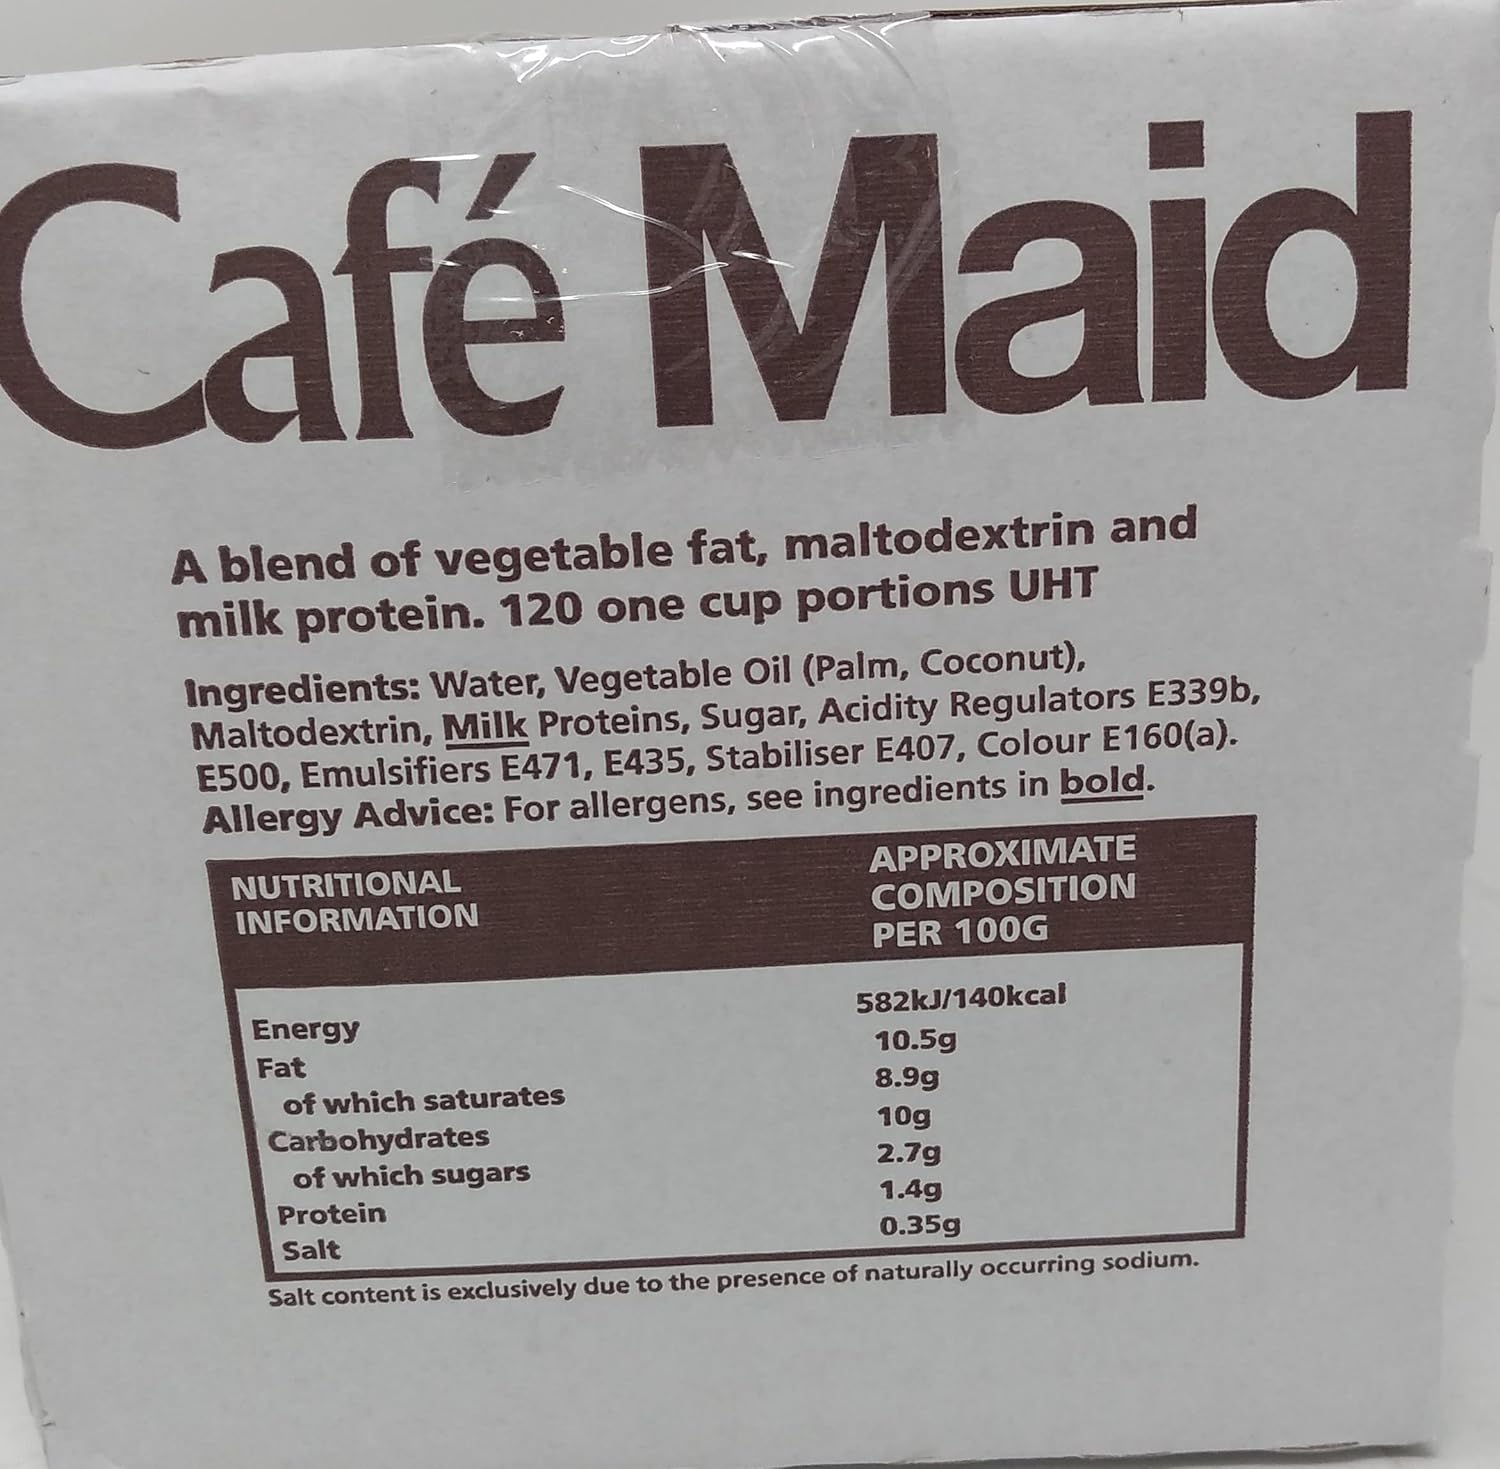 Café Maid
A blend of vegetable fat, maltodextrin and
milk protein. 120 one cup portions UHT
Ingredients: Water, Vegetable Oil (Palm, Coconut),
Maltodextrin, Milk Proteins, Sugar, Acidity Regulators E339b,
E500, Emulsifiers E471, E435, Stabiliser E407, Colour E160(a).
Allergy Advice: For allergens, see ingredients in bold.
NUTRITIONAL
INFORMATION
APPROXIMATE
COMPOSITION
PER 100G
Energy 582kJ/140kcal
Fat 10.5g
of which saturates 8.9g
Carbohydrates 10g
of which sugars 2.7g
Protein 1.4g
Salt 0.35g
Salt content is exclusively due to the presence of naturally occurring sodium.